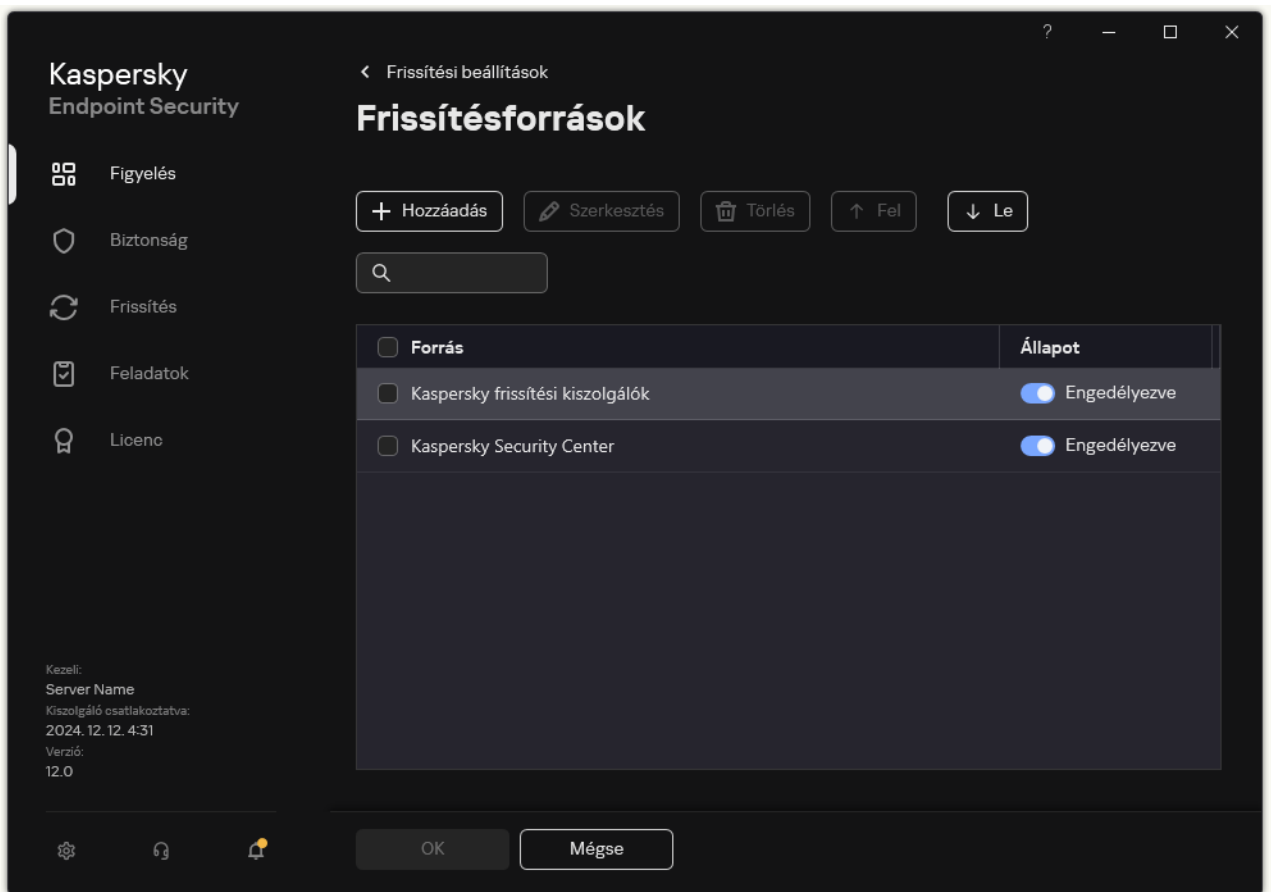 ?
Kaspersky
Endpoint Security
Figyelés
Biztonság
Frissítés
Feladatok
Licenc
Kezeli:
Server Name
Kiszolgáló csatlakoztatva:
2024. 12. 12. 4:31
Verzió:
12.0
Frissítési beállítások
Frissítésforrások
Hozzáadás Szerkesztés Törlés Fel Le
Forrás Állapot
Kaspersky frissítési kiszolgálók Engedélyezve
Kaspersky Security Center Engedélyezve
OK Mégse